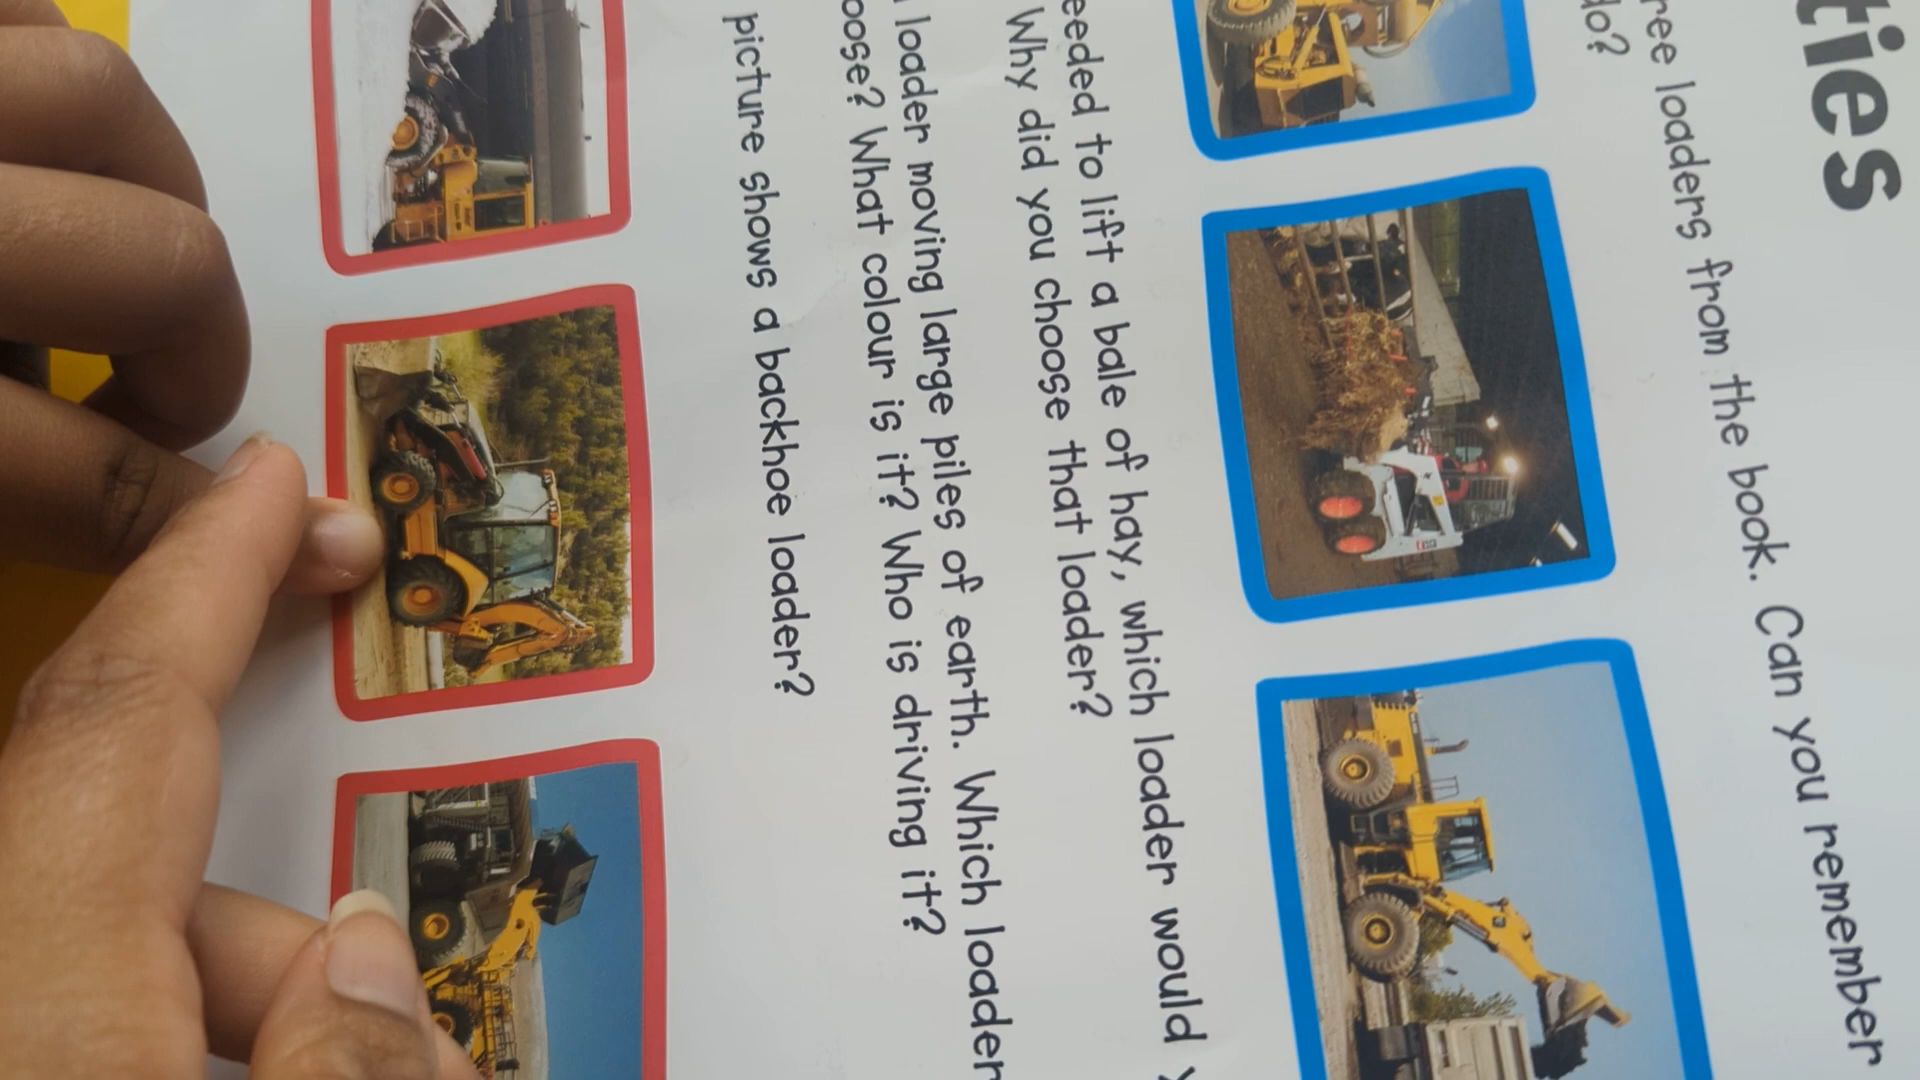 ties
ree loaders from the book. Can you remember
do?
eeded to lift a bale of hay, which loader would
Why did you choose that loader?
loader moving large piles of earth. Which loader
oose? What colour is it? Who is driving it?
picture shows a backhoe loader?